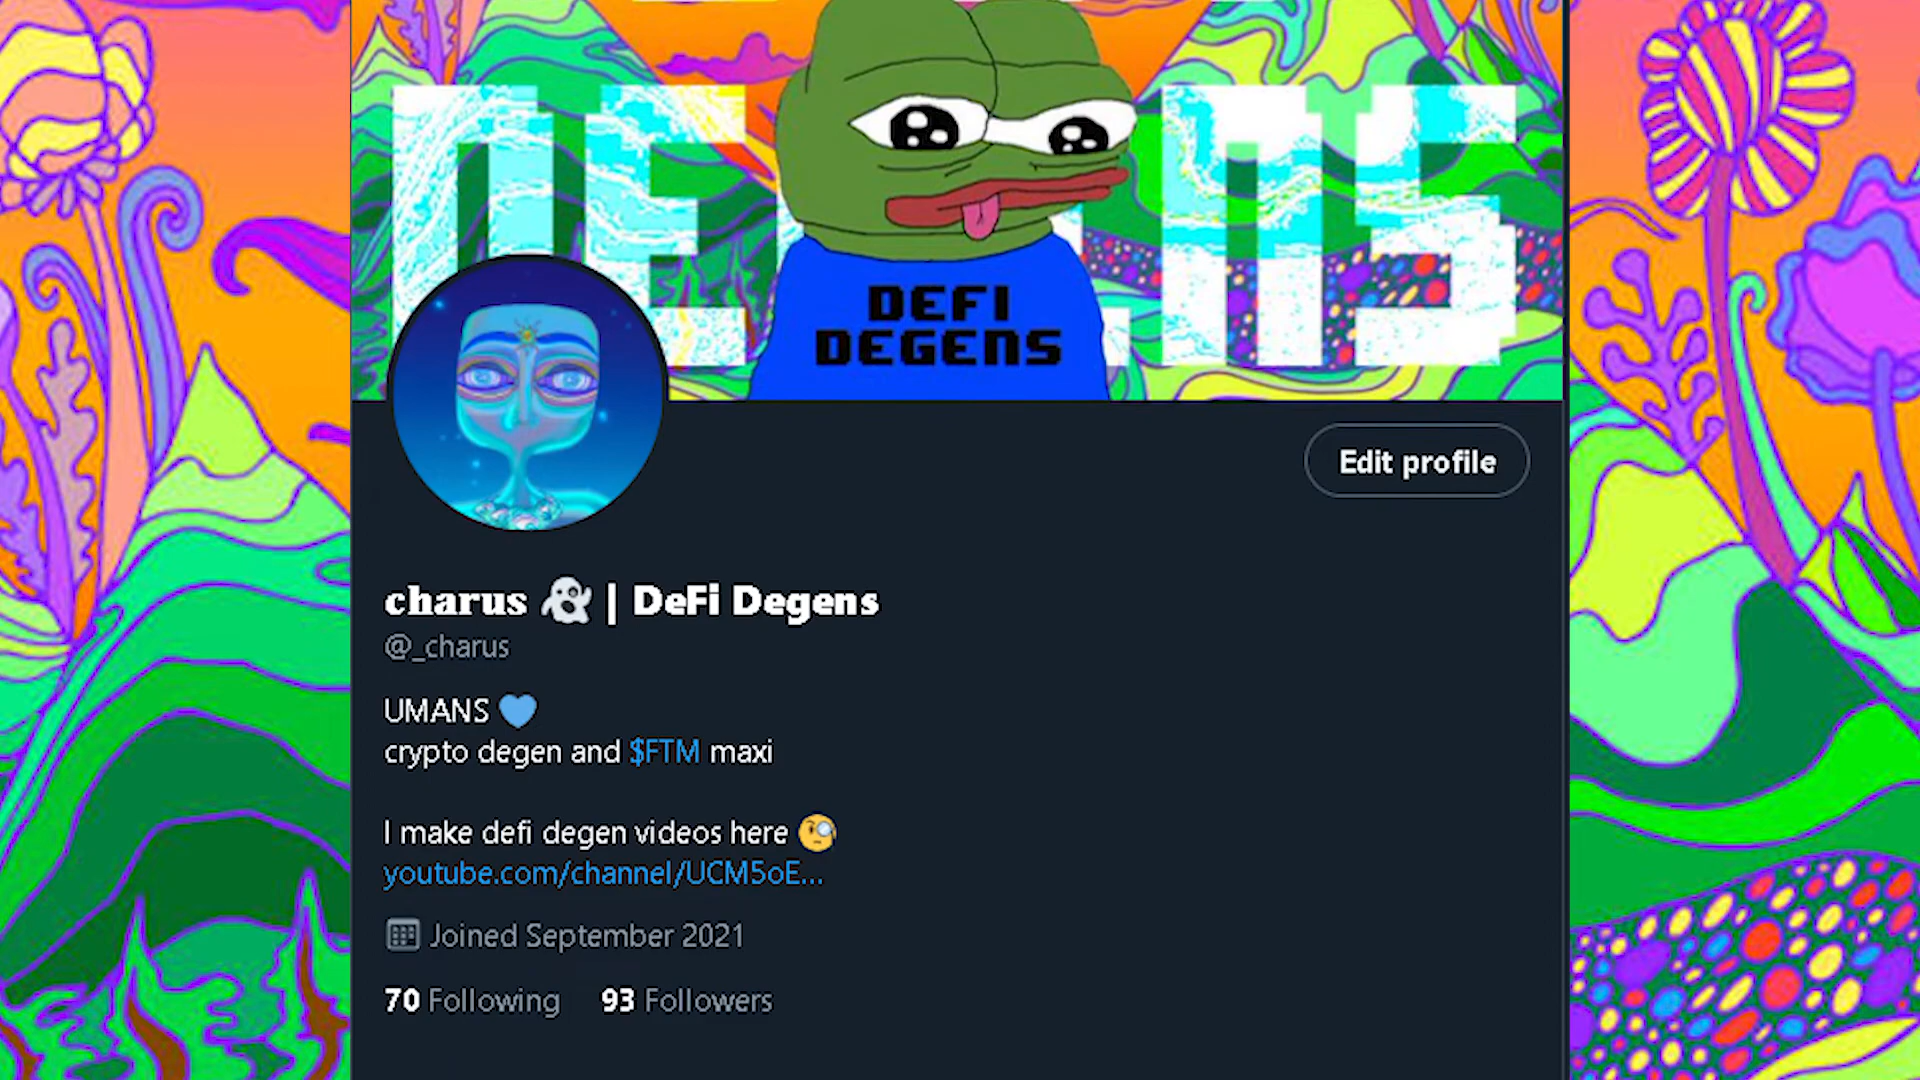 DEFI
DEGENS
Edit profile
charus 👻 | DeFi Degens
@_charus
UMANS 💙
crypto degen and $FTM maxi
I make defi degen videos here 🧐
youtube.com/channel/UCM5oE...
Joined September 2021
70 Following 93 Followers